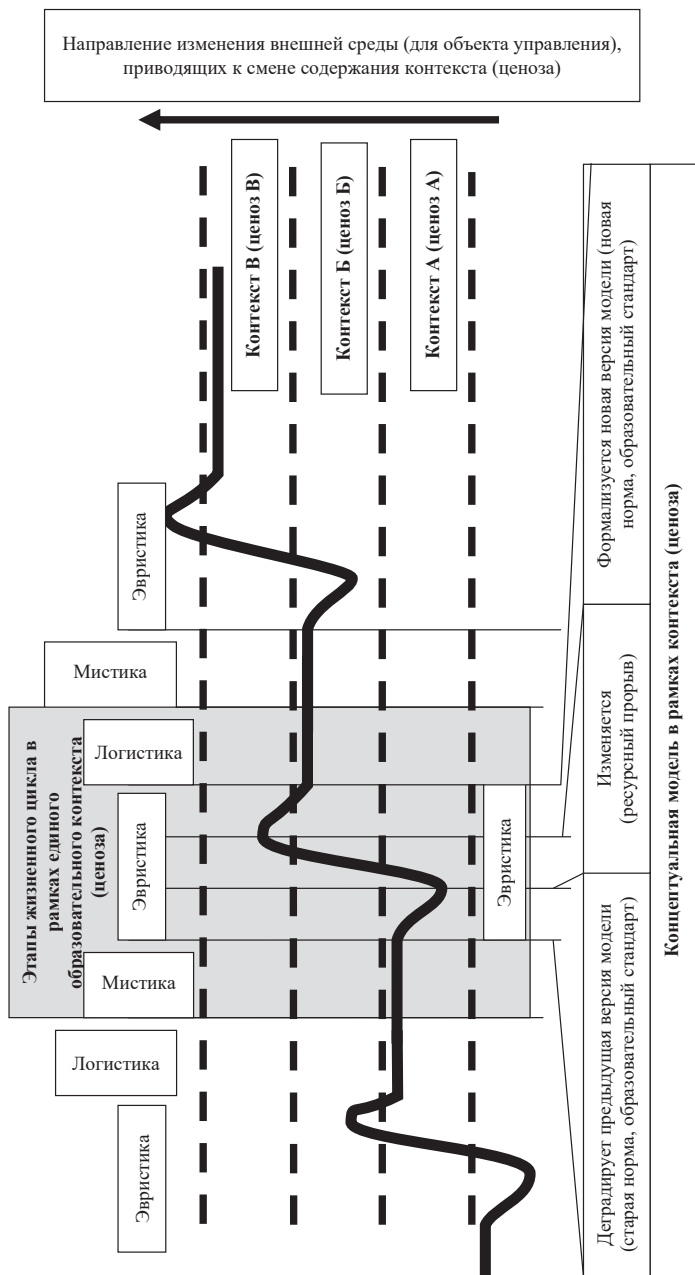 Направление изменения внешней среды (для объекта управления),
приводящих к смене содержания контекста (ценоза)
Контекст В (ценоз В)
Контекст Б (ценоз Б)
Контекст А (ценоз А)
Этапы жизненного цикла в
рамках единого
образовательного контекста
(ценоза)
Эвристика
Логистика
Мистика
Эвристика
Логистика
Мистика
Эвристика
Эвристика
Деградирует предыдущая версия модели
(старая норма, образовательный стандарт)
Изменяется
(ресурсный прорыв)
Формализуется новая версия модели (новая
норма, образовательный стандарт)
Концептуальная модель в рамках контекста (ценоза)